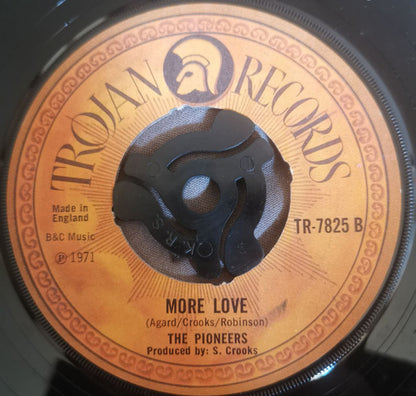 TROJAN RECORDS
Made in
England
B&C Music
℗ 1971
TR-7825 B
MORE LOVE
(Agard/Crooks/Robinson)
THE PIONEERS
Produced by: S. Crooks